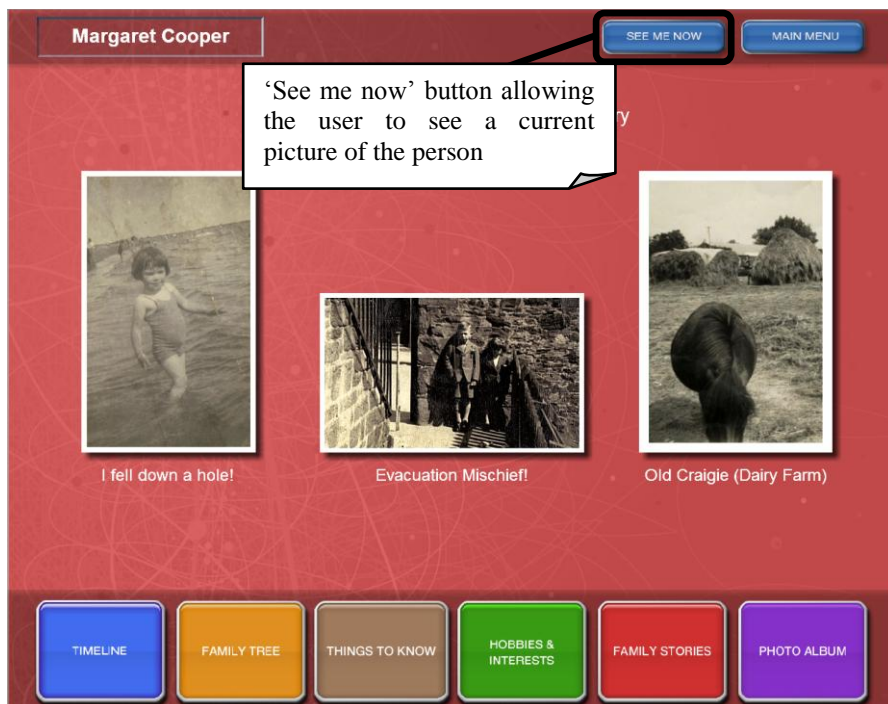 Margaret Cooper
SEE ME NOW
MAIN MENU
‘See me now’ button allowing
the user to see a current
picture of the person
I fell down a hole!
Evacuation Mischief!
Old Craigie (Dairy Farm)
TIMELINE
FAMILY TREE
THINGS TO KNOW
HOBBIES &
INTERESTS
FAMILY STORIES
PHOTO ALBUM